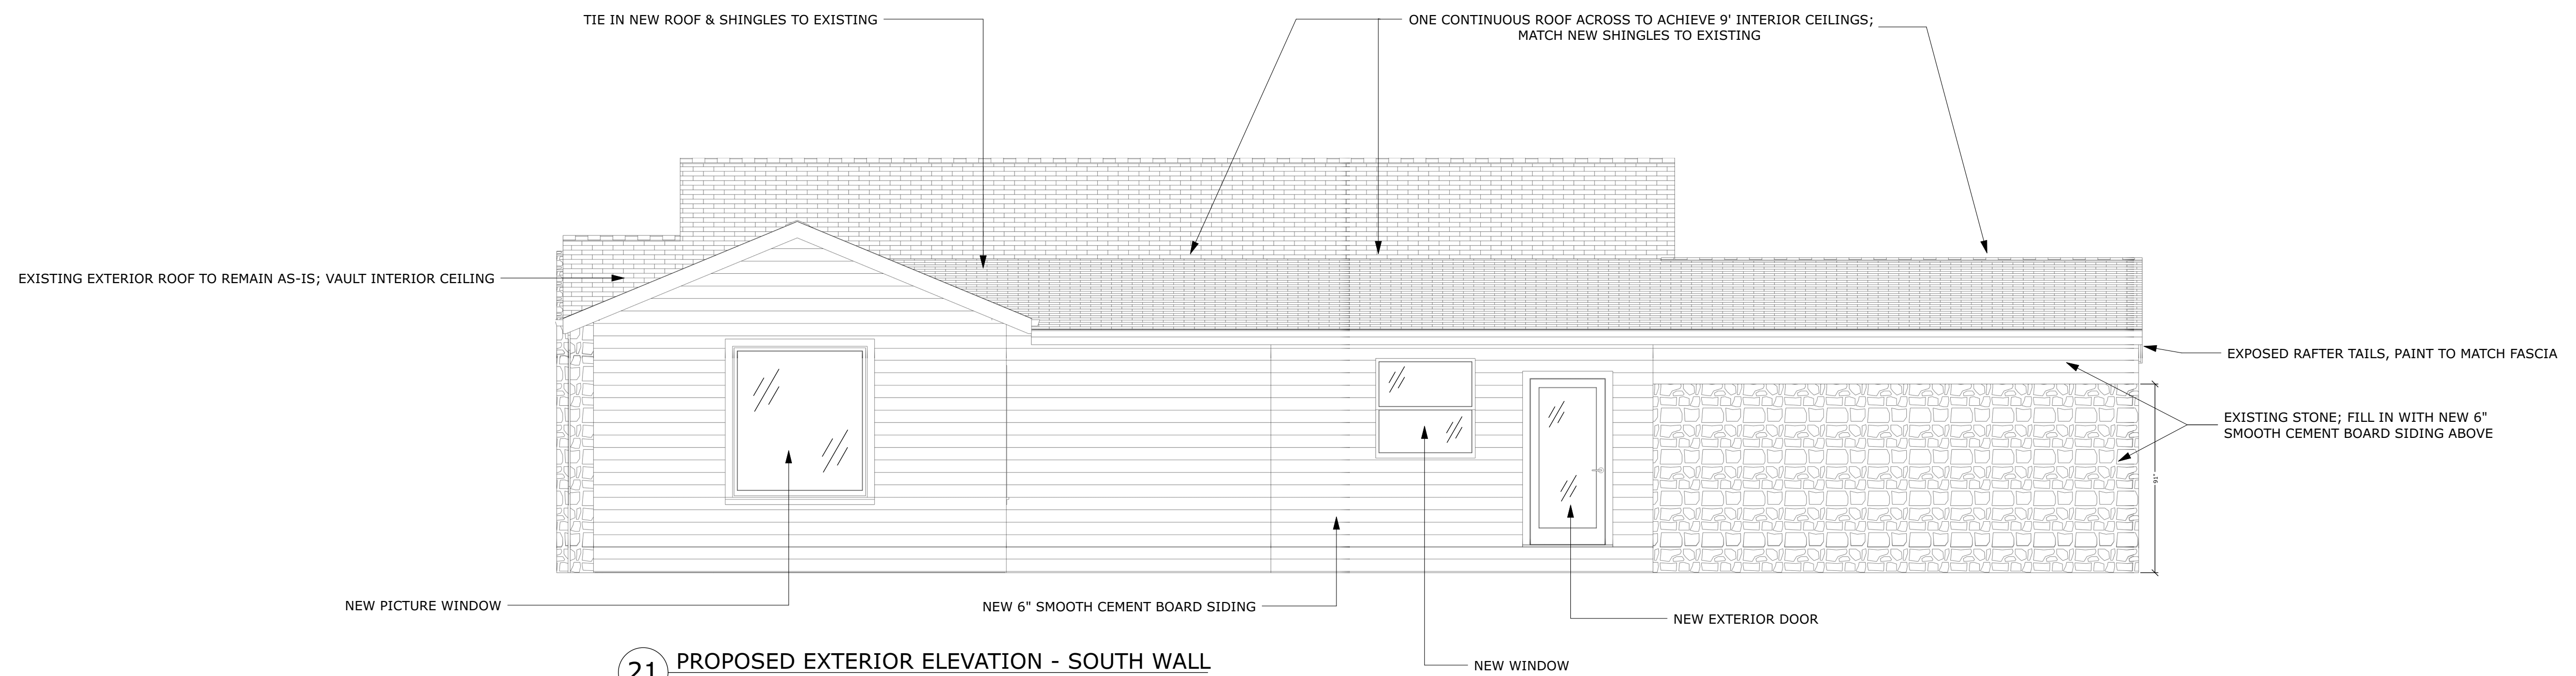 TIE IN NEW ROOF & SHINGLES TO EXISTING
ONE CONTINUOUS ROOF ACROSS TO ACHIEVE 9' INTERIOR CEILINGS;
MATCH NEW SHINGLES TO EXISTING
EXISTING EXTERIOR ROOF TO REMAIN AS-IS; VAULT INTERIOR CEILING
EXPOSED RAFTER TAILS, PAINT TO MATCH FASCIA
EXISTING STONE; FILL IN WITH NEW 6"
SMOOTH CEMENT BOARD SIDING ABOVE
91"
NEW PICTURE WINDOW
NEW 6" SMOOTH CEMENT BOARD SIDING
NEW EXTERIOR DOOR
NEW WINDOW
21
PROPOSED EXTERIOR ELEVATION - SOUTH WALL